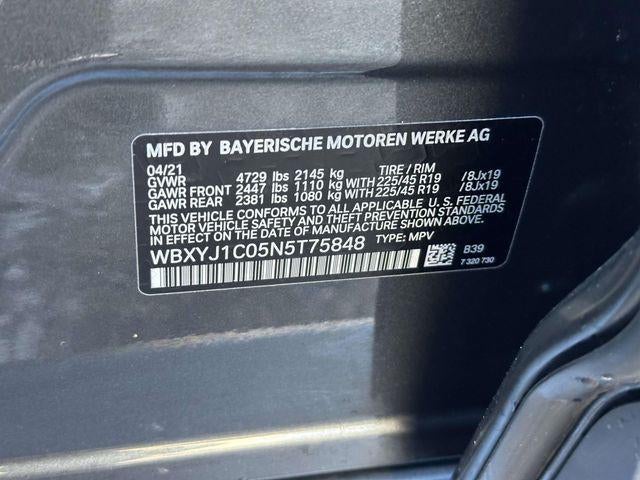 MFD BY BAYERISCHE MOTOREN WERKE AG
04/21
GVWR 4729 lbs 2145 kg TIRE / RIM
GAWR FRONT 2447 lbs 1110 kg WITH 225/45 R19 /8Jx19
GAWR REAR 2381 lbs 1080 kg WITH 225/45 R19 /8Jx19
THIS VEHICLE CONFORMS TO ALL APPLICABLE U. S. FEDERAL
MOTOR VEHICLE SAFETY AND THEFT PREVENTION STANDARDS
IN EFFECT ON THE DATE OF MANUFACTURE SHOWN ABOVE.
WBXYJ1C05N5T75848 TYPE: MPV B39
7 320 730